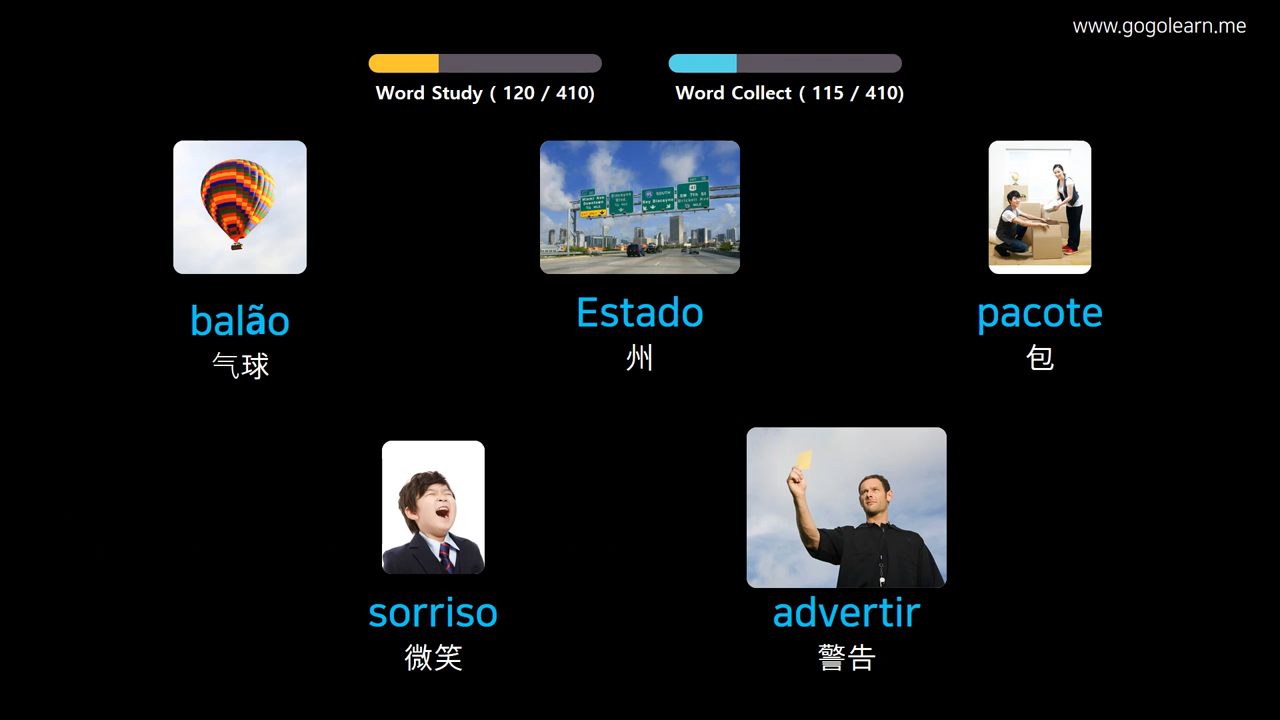 www.gogolearn.me
Word Study ( 120 / 410)
Word Collect ( 115 / 410)
balão
气球
Estado
州
pacote
包
sorriso
微笑
advertir
警告